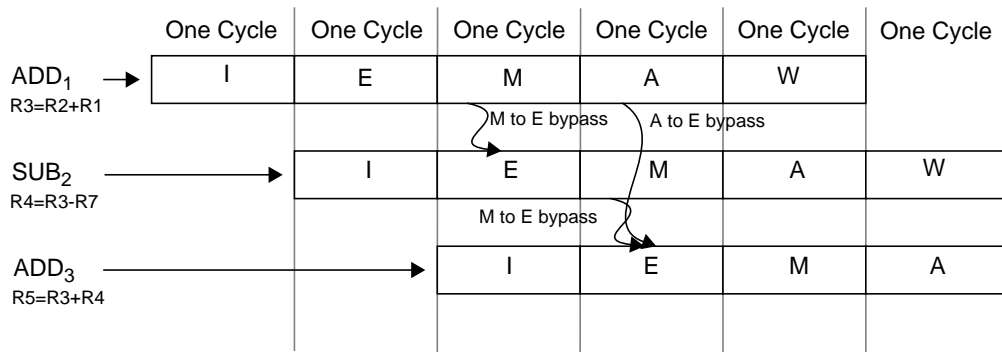 One Cycle One Cycle One Cycle One Cycle One Cycle One Cycle
ADD1 I E M A W
R3=R2+R1
M to E bypass A to E bypass
SUB2 I E M A W
R4=R3-R7
M to E bypass
ADD3 I E M A
R5=R3+R4